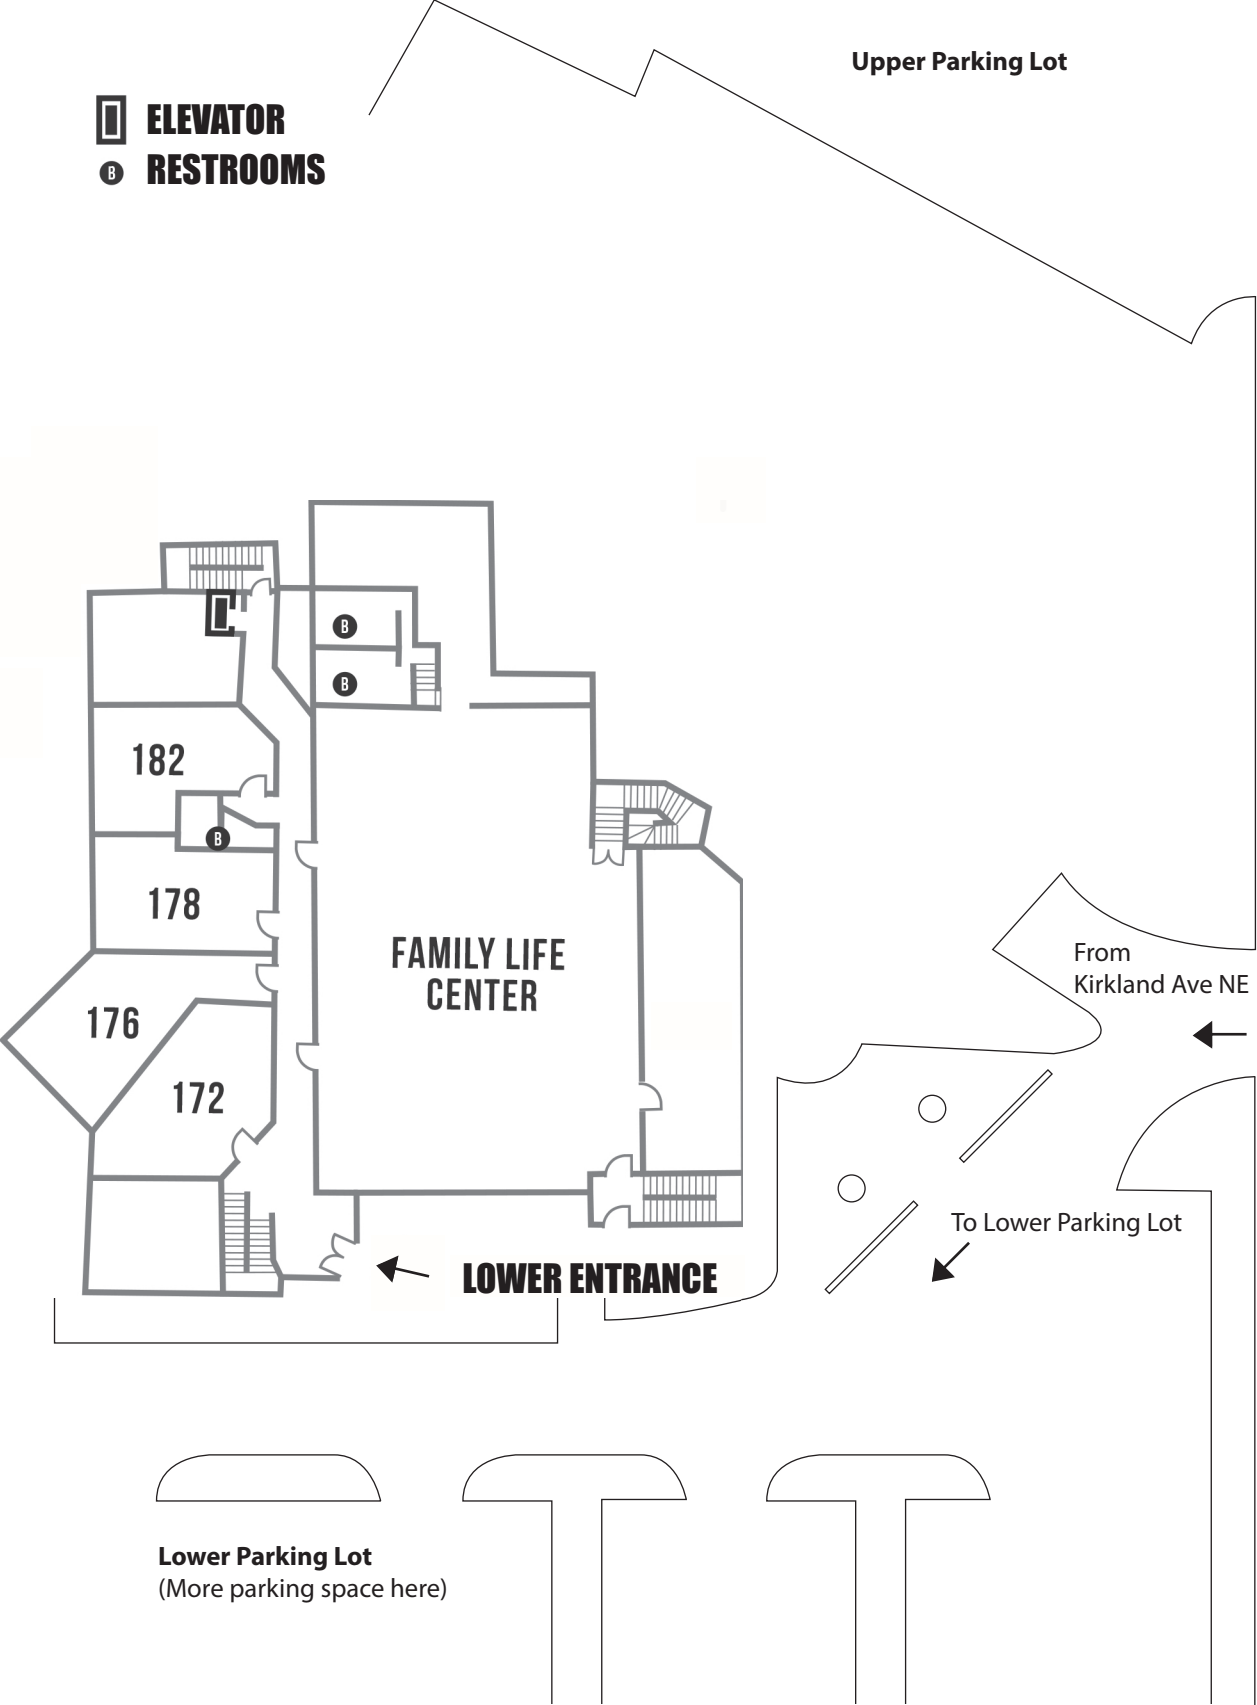 Upper Parking Lot
ELEVATOR
B RESTROOMS
B
B
182
B
178
FAMILY LIFE
CENTER
From
Kirkland Ave NE
176
172
To Lower Parking Lot
LOWER ENTRANCE
Lower Parking Lot
(More parking space here)